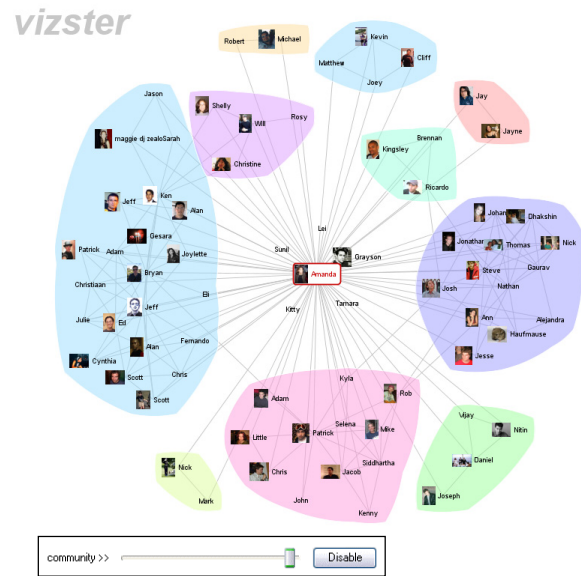 vizster
Michael
Robert
Kevin
Cliff
Matthew
Joey
Jason
Shelly
Rosy
Will
Christine
Jay
Jayne
Brennan
Kingsley
Ricardo
maggie dj zealoSarah
Ken
Jeff
Alan
Gesara
Patrick
Adam
Joylette
Bryan
Christiaan
Jeff
Eli
Julie
Ed
Alan
Fernando
Cynthia
Scott
Chris
Scott
Lei
Sunil
Grayson
Amanda
Kitty
Tamara
Johan
Dhakshin
Jonathan
Thomas
Nick
Steve
Gaurav
Josh
Nathan
Ann
Alejandra
Haufmause
Jesse
Kyla
Adam
Rob
Selena
Little
Patrick
Mike
Siddhartha
Chris
Jacob
John
Kenny
Vijay
Nitin
Daniel
Joseph
Nick
Mark
community >>
Disable